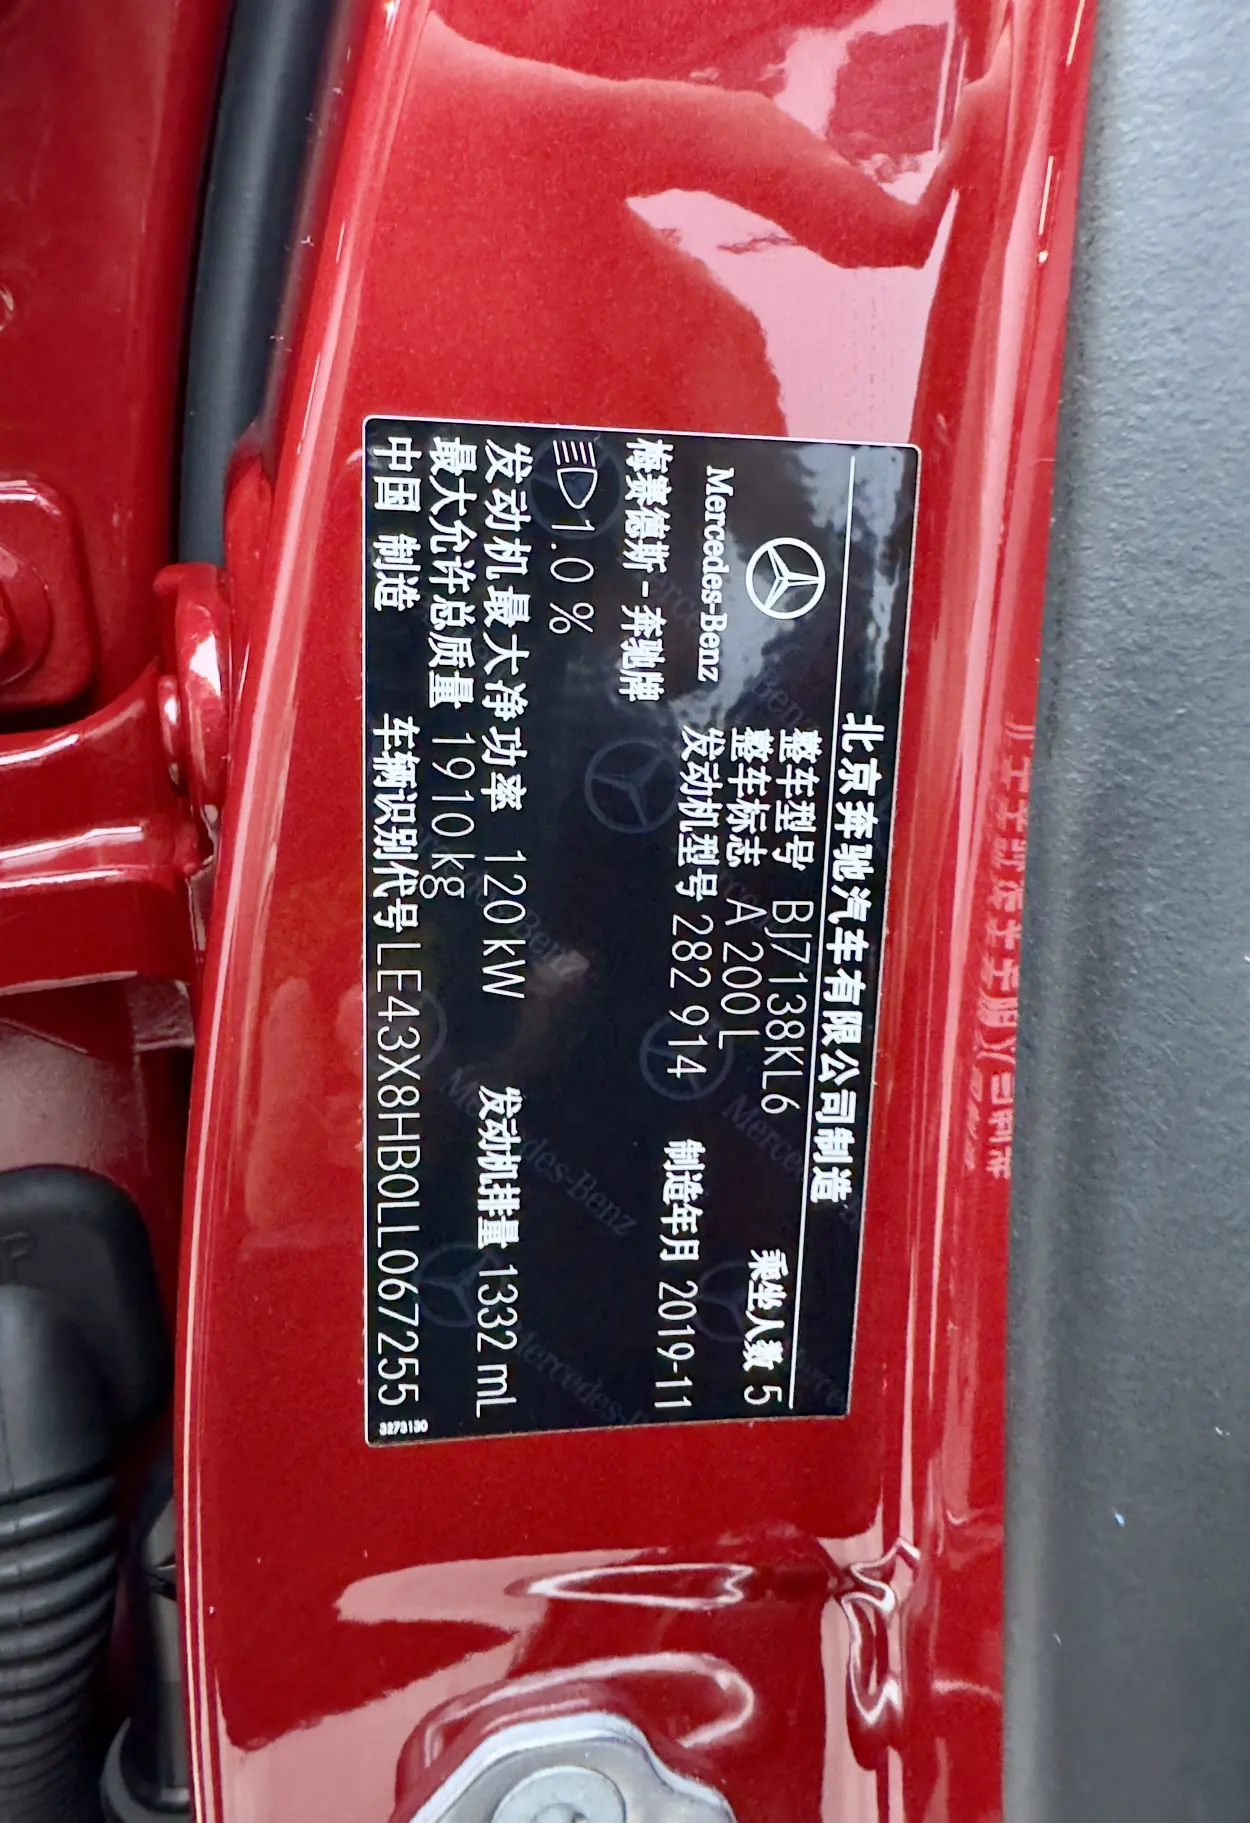 北京奔驰汽车有限公司制造
Mercedes-Benz
梅赛德斯-奔驰牌
整车型号 BJ7138KL6
乘坐人数 5
整车标志 A 200 L
发动机型号 282 914
制造年月 2019-11
1.0 %
发动机最大净功率 120 kW
发动机排量 1332 mL
最大允许总质量 1910 kg
中国 制造
车辆识别代号 LE43X8HB0LL067255
3273130